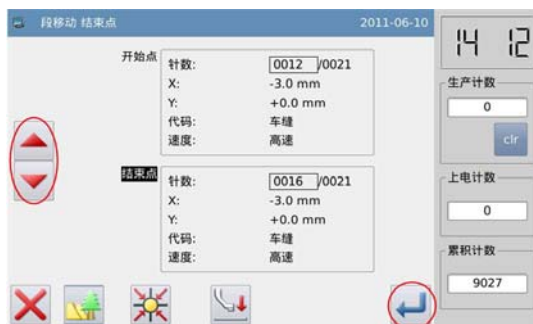 段移动 结束点 2011-06-10
14 12
开始点
针数: 0012 /0021
X: -3.0 mm
Y: +0.0 mm
代码: 车缝
速度: 高速
结束点
针数: 0016 /0021
X: -3.0 mm
Y: +0.0 mm
代码: 车缝
速度: 高速
生产计数
0
clr
上电计数
0
累积计数
9027